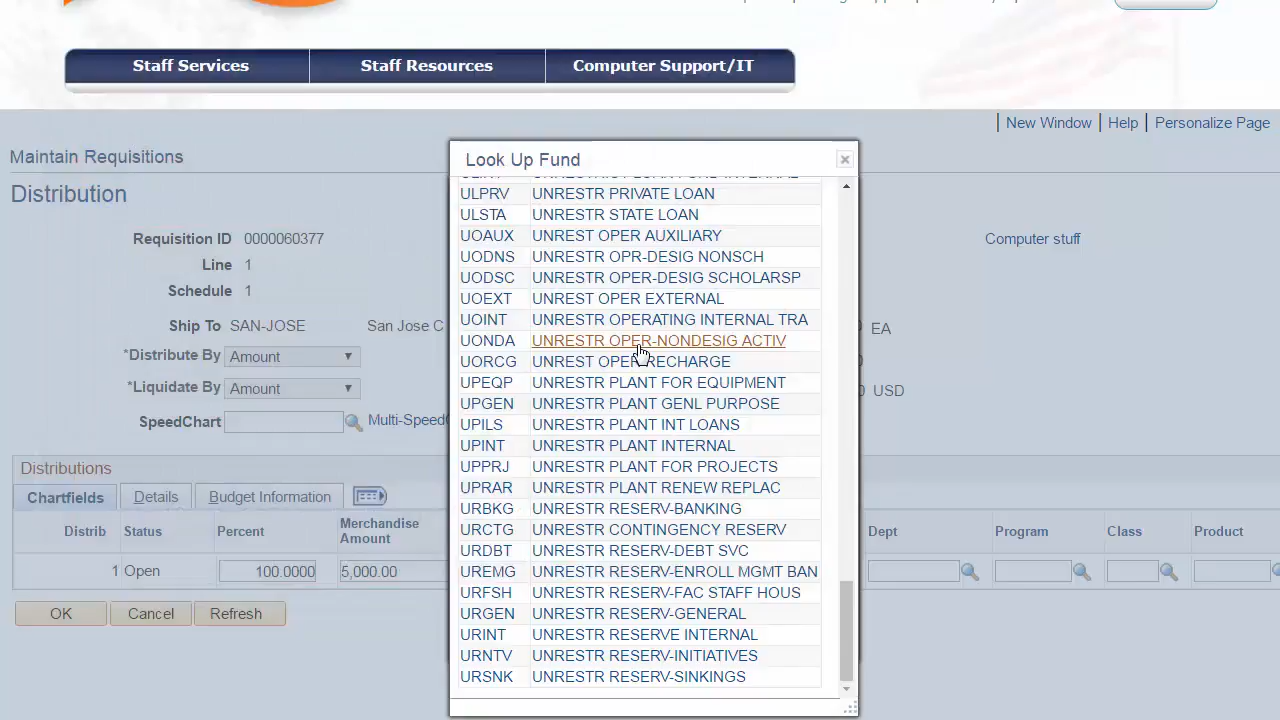 Staff Services Staff Resources Computer Support/IT
New Window Help Personalize Page
Maintain Requisitions
Distribution
Requisition ID 0000060377 Computer stuff
Line 1
Schedule 1
Ship To SAN-JOSE San Jose C EA
*Distribute By Amount
*Liquidate By Amount USD
SpeedChart Multi-SpeedC
Distributions
Chartfields Details Budget Information
Distrib Status Percent Merchandise Amount Dept Program Class Product
1 Open 100.0000 5,000.00
OK Cancel Refresh
Look Up Fund
ULPRV UNRESTR PRIVATE LOAN
ULSTA UNRESTR STATE LOAN
UOAUX UNREST OPER AUXILIARY
UODNS UNRESTR OPR-DESIG NONSCH
UODSC UNRESTR OPER-DESIG SCHOLARSP
UOEXT UNREST OPER EXTERNAL
UOINT UNRESTR OPERATING INTERNAL TRA
UONDA UNRESTR OPER-NONDESIG ACTIV
UORCG UNREST OPER RECHARGE
UPEQP UNRESTR PLANT FOR EQUIPMENT
UPGEN UNRESTR PLANT GENL PURPOSE
UPILS UNRESTR PLANT INT LOANS
UPINT UNRESTR PLANT INTERNAL
UPPRJ UNRESTR PLANT FOR PROJECTS
UPRAR UNRESTR PLANT RENEW REPLAC
URBKG UNRESTR RESERV-BANKING
URCTG UNRESTR CONTINGENCY RESERV
URDBT UNRESTR RESERV-DEBT SVC
UREMG UNRESTR RESERV-ENROLL MGMT BAN
URFSH UNRESTR RESERV-FAC STAFF HOUS
URGEN UNRESTR RESERV-GENERAL
URINT UNRESTR RESERVE INTERNAL
URNTV UNRESTR RESERV-INITIATIVES
URSNK UNRESTR RESERV-SINKINGS